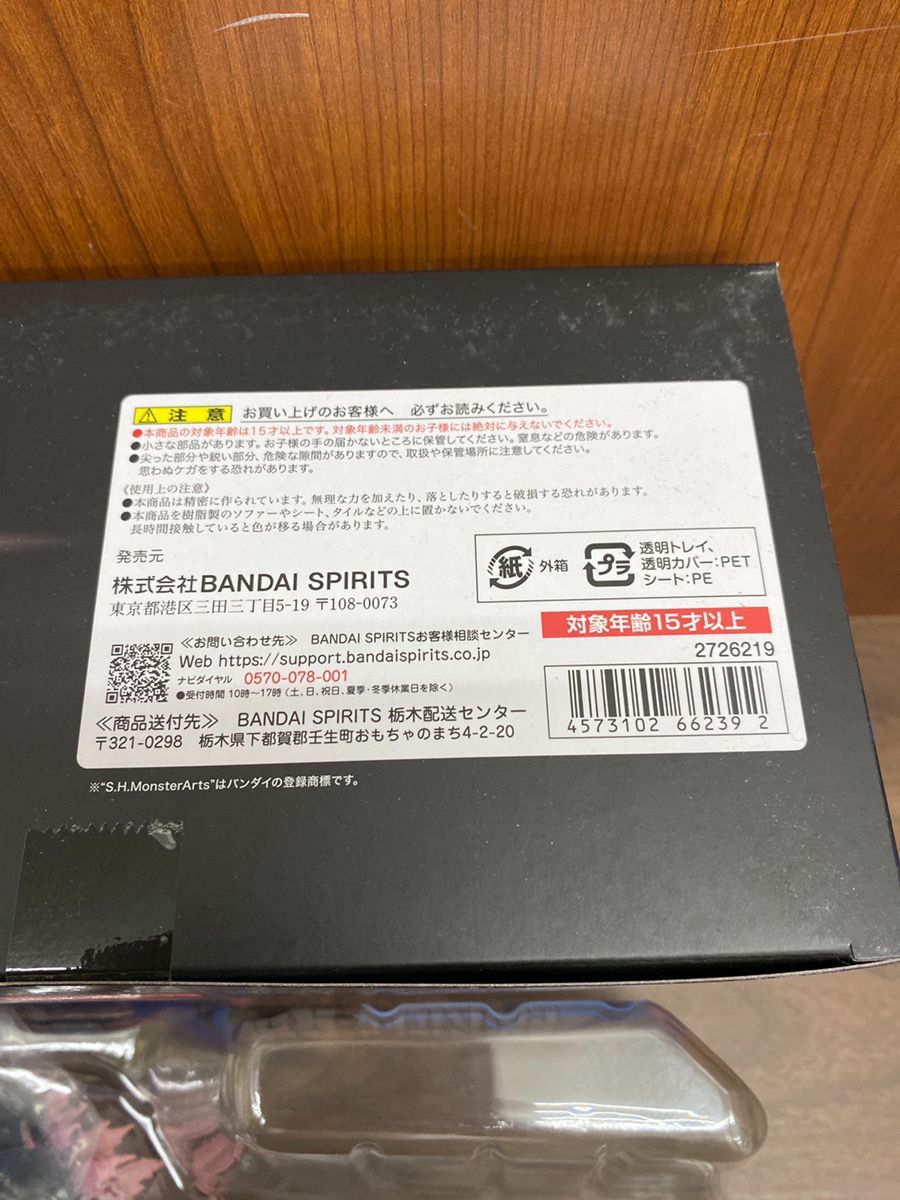 注意 お買い上げのお客様へ 必ずお読みください。
●本商品の対象年齢は15才以上です。対象年齢未満のお子様には絶対に与えないでください。
●小さな部品があります。お子様の手の届かないところに保管してください。窒息などの危険があります。
●尖った部分や鋭い部分、危険な隙間がありますので、取扱や保管場所に注意してください。
思わぬケガをする恐れがあります。
《使用上の注意》
●本商品は精密に作られています。無理な力を加えたり、落としたりすると破損する恐れがあります。
●本商品を樹脂製のソファーやシート、タイルなどの上に置かないでください。
長時間接触していると色が移る場合があります。
発売元
株式会社BANDAI SPIRITS
東京都港区三田三丁目5-19 〒108-0073
紙 外箱
プラ 透明トレイ、
透明カバー:PET
シート:PE
対象年齢15才以上
2726219
≪お問い合わせ先≫ BANDAI SPIRITSお客様相談センター
Web https://support.bandaispirits.co.jp
ナビダイヤル 0570-078-001
●受付時間 10時~17時(土、日、祝日、夏季・冬季休業日を除く)
4573102 66239 2
≪商品送付先≫ BANDAI SPIRITS 栃木配送センター
〒321-0298 栃木県下都賀郡壬生町おもちゃのまち4-2-20
※“S.H.MonsterArts”はバンダイの登録商標です。